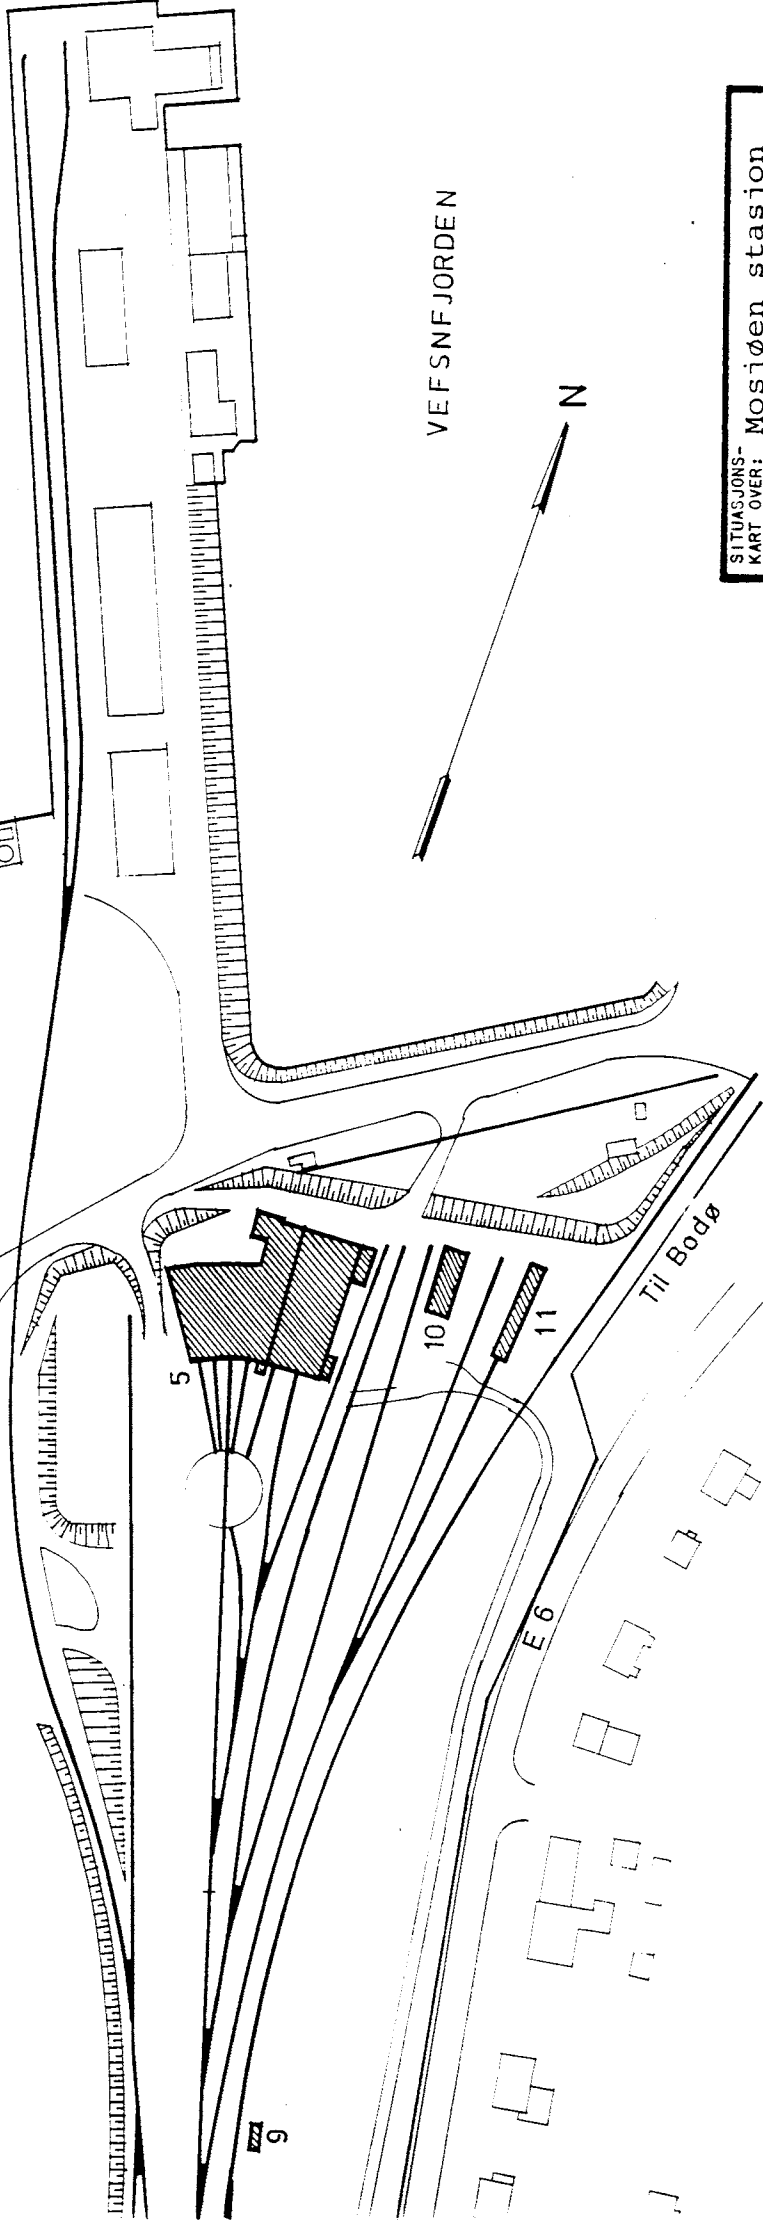 VEFSNFJORDEN
N
SITUASJONS-
KART OVER: Mosjøen stasjon
5
10
11
Til Bodø
E 6
9